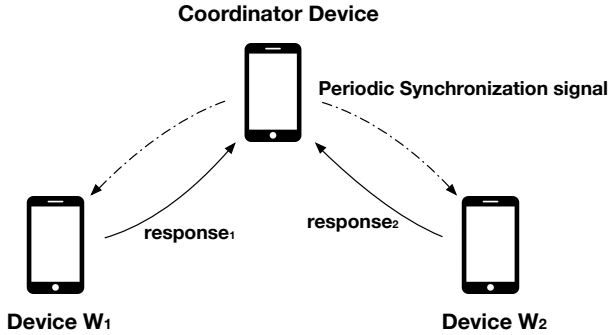 Coordinator Device
Periodic Synchronization signal
response₁
response₂
Device W₁
Device W₂